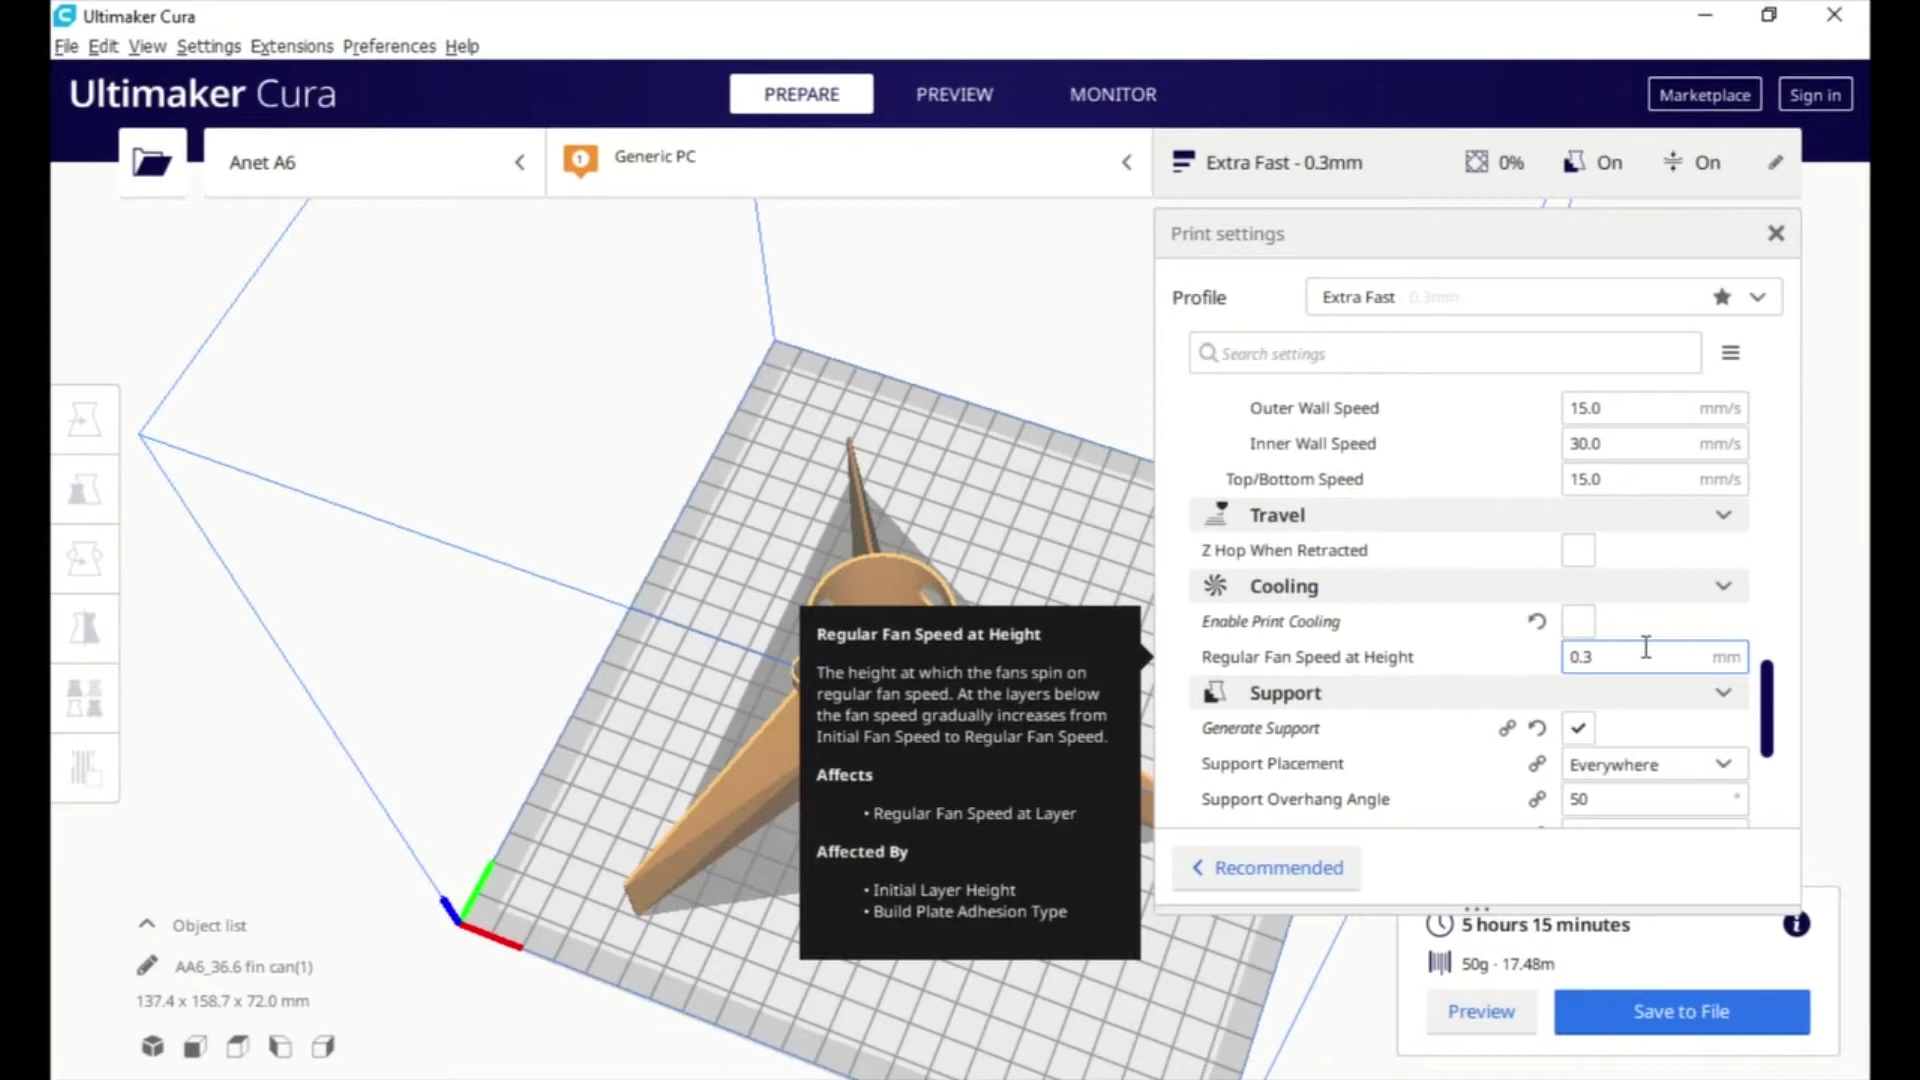 Ultimaker Cura
File Edit View Settings Extensions Preferences Help
Ultimaker Cura
PREPARE
PREVIEW
MONITOR
Marketplace
Sign in
Anet A6
1
Generic PC
Extra Fast - 0.3mm
0%
On
On
Print settings
Profile
Extra Fast 0.3mm
Search settings
Outer Wall Speed 15.0 mm/s
Inner Wall Speed 30.0 mm/s
Top/Bottom Speed 15.0 mm/s
Travel
Z Hop When Retracted
Cooling
Enable Print Cooling
Regular Fan Speed at Height 0.3 mm
Support
Generate Support
Support Placement Everywhere
Support Overhang Angle 50 °
Recommended
Regular Fan Speed at Height
The height at which the fans spin on
regular fan speed. At the layers below
the fan speed gradually increases from
Initial Fan Speed to Regular Fan Speed.
Affects
• Regular Fan Speed at Layer
Affected By
• Initial Layer Height
• Build Plate Adhesion Type
Object list
AA6_36.6 fin can(1)
137.4 x 158.7 x 72.0 mm
5 hours 15 minutes
50g · 17.48m
Preview
Save to File